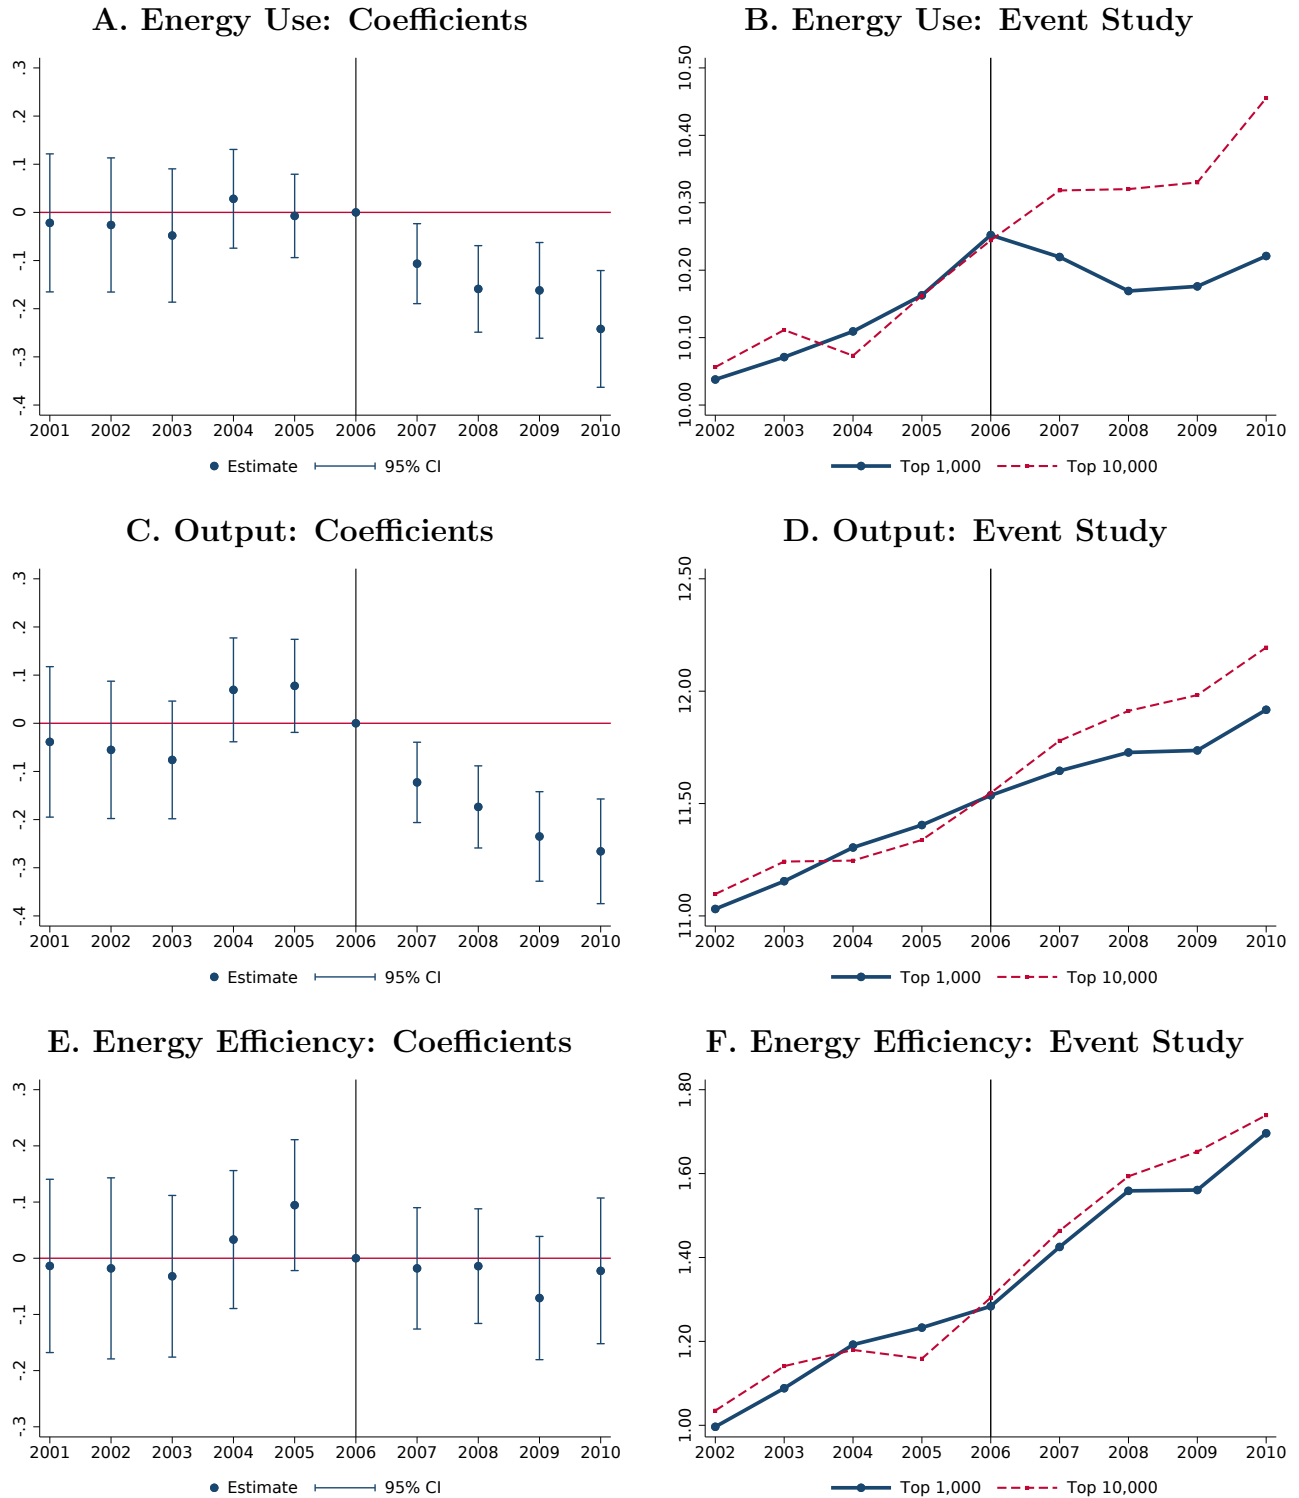 A. Energy Use: Coefficients
.3
.2
.1
0
-.1
-.2
-.3
-.4
2001 2002 2003 2004 2005 2006 2007 2008 2009 2010
Estimate 95% CI
B. Energy Use: Event Study
10.50
10.40
10.30
10.20
10.10
10.00
2002 2003 2004 2005 2006 2007 2008 2009 2010
Top 1,000 Top 10,000
C. Output: Coefficients
.3
.2
.1
0
-.1
-.2
-.3
-.4
2001 2002 2003 2004 2005 2006 2007 2008 2009 2010
Estimate 95% CI
D. Output: Event Study
12.50
12.00
11.50
11.00
2002 2003 2004 2005 2006 2007 2008 2009 2010
Top 1,000 Top 10,000
E. Energy Efficiency: Coefficients
.3
.2
.1
0
-.1
-.2
-.3
2001 2002 2003 2004 2005 2006 2007 2008 2009 2010
Estimate 95% CI
F. Energy Efficiency: Event Study
1.80
1.60
1.40
1.20
1.00
2002 2003 2004 2005 2006 2007 2008 2009 2010
Top 1,000 Top 10,000